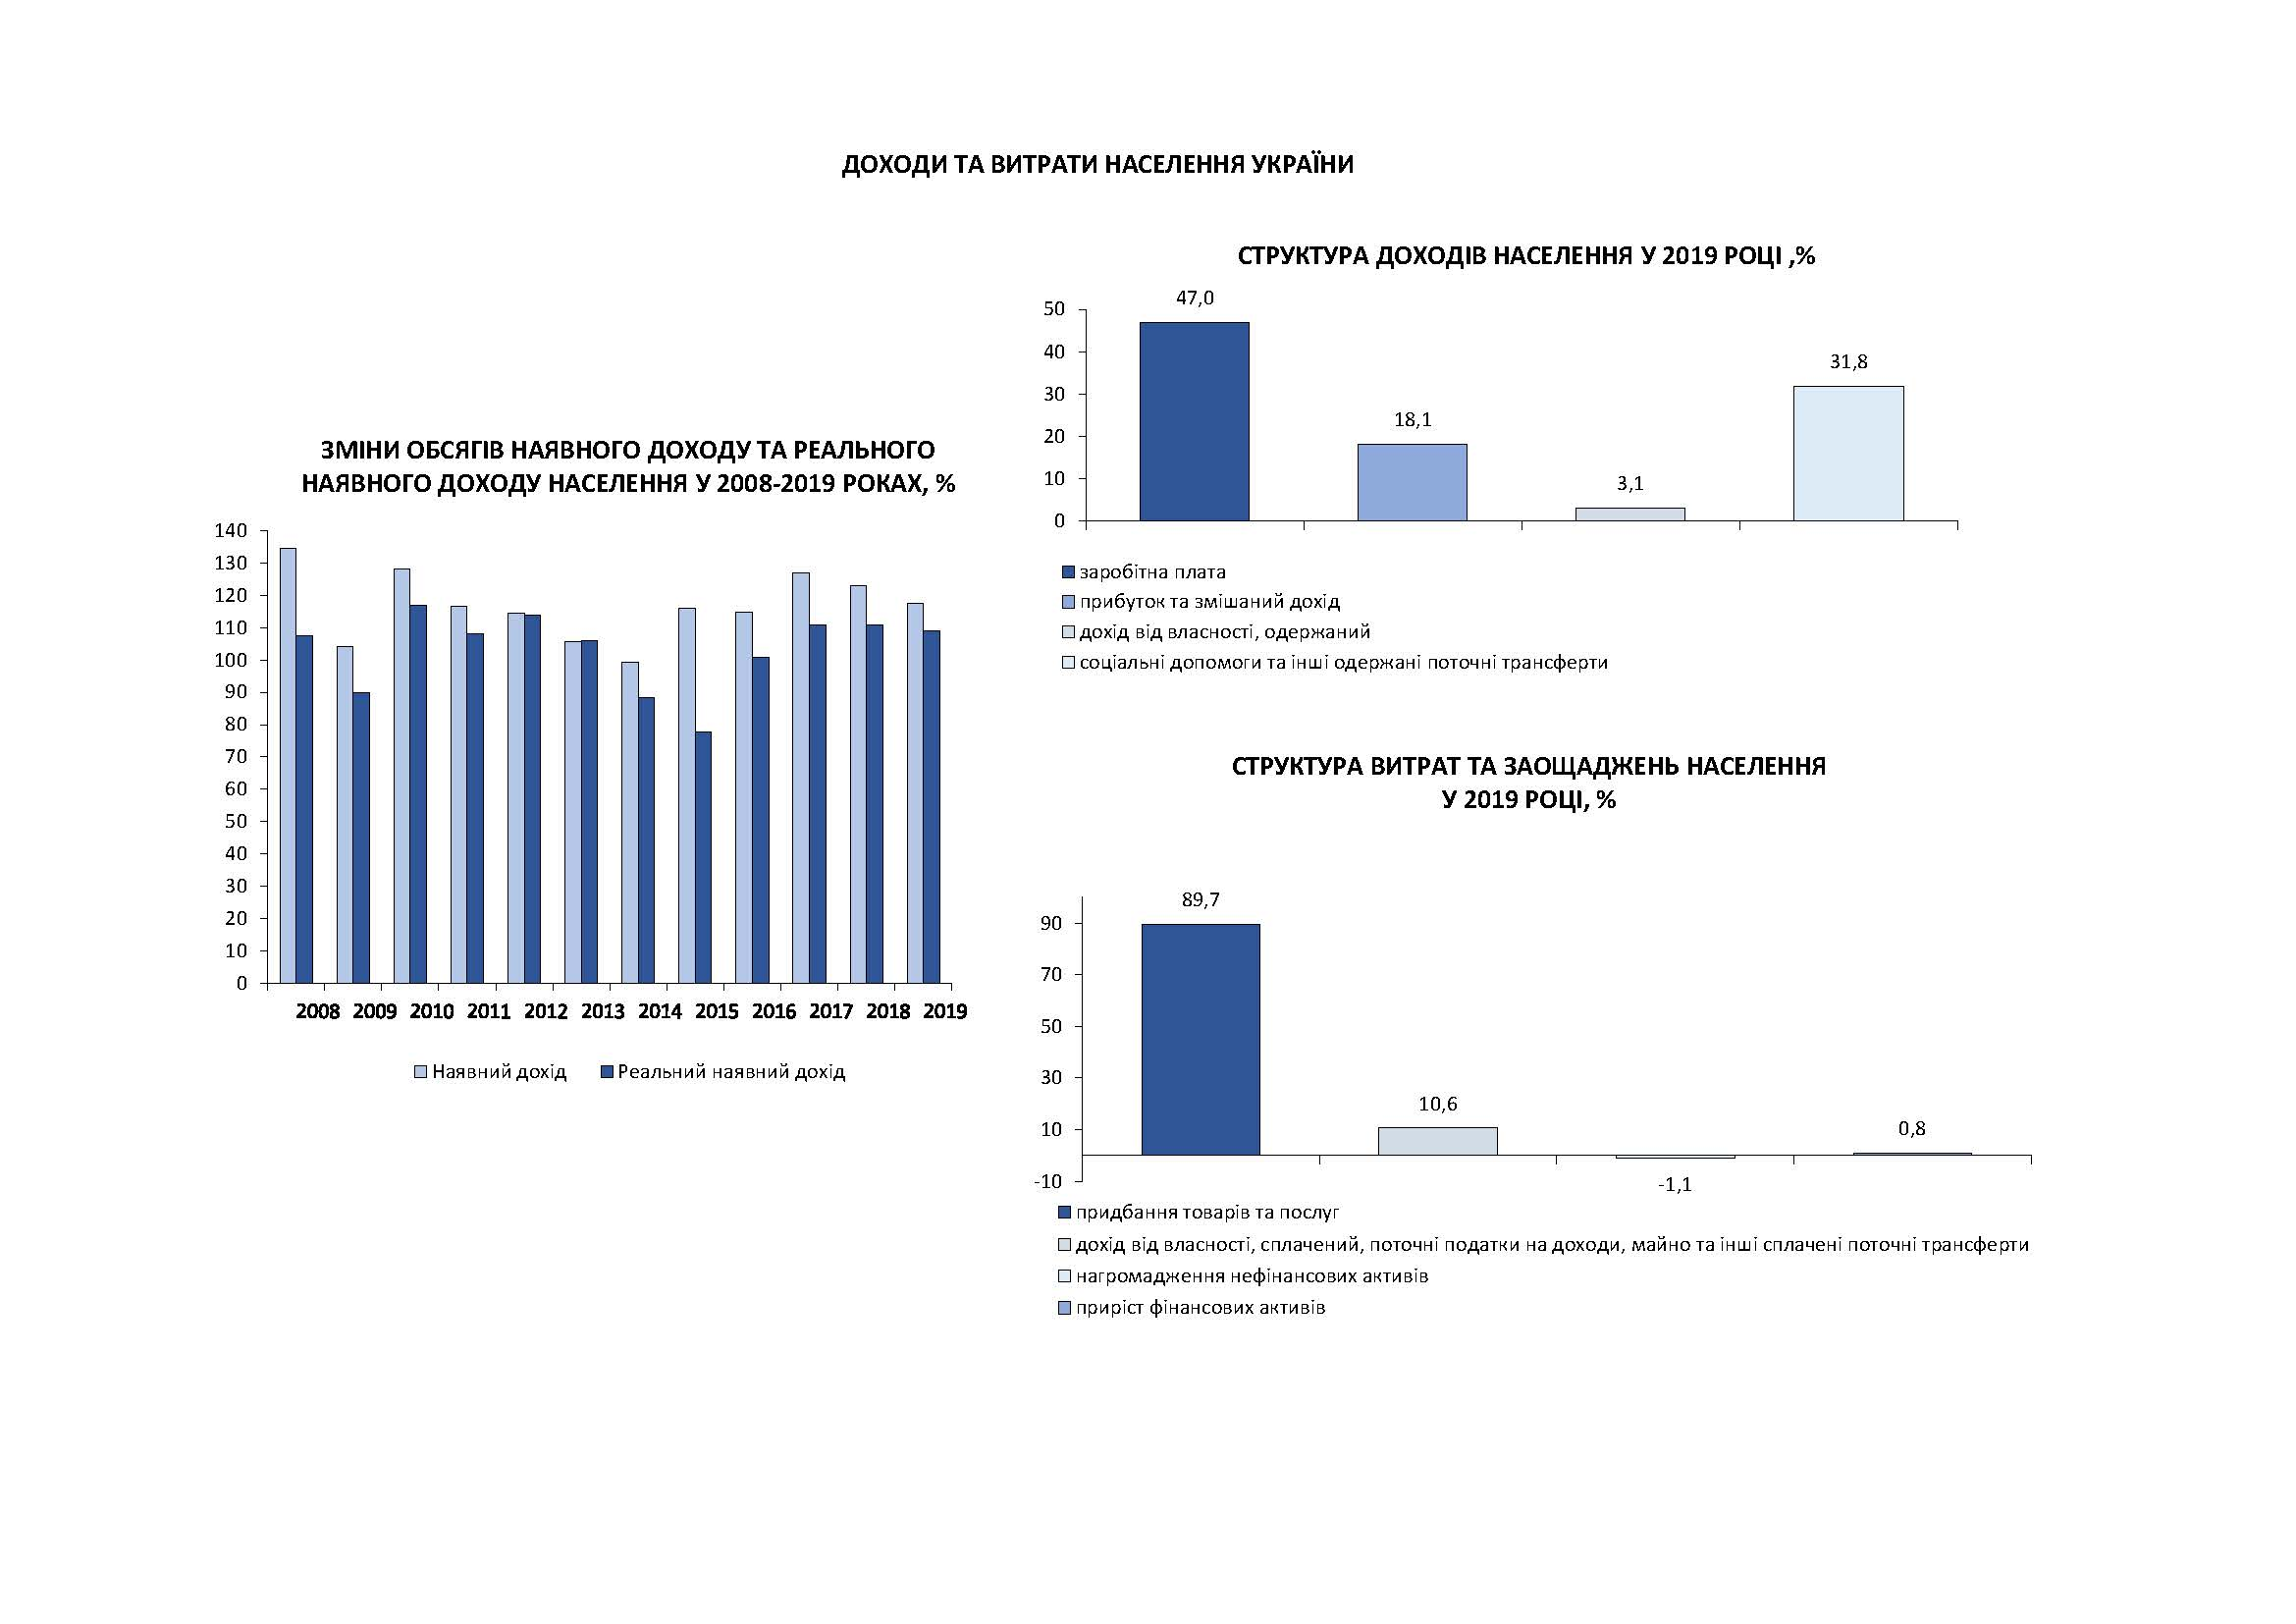 ДОХОДИ ТА ВИТРАТИ НАСЕЛЕННЯ УКРАЇНИ
ЗМІНИ ОБСЯГІВ НАЯВНОГО ДОХОДУ ТА РЕАЛЬНОГО
НАЯВНОГО ДОХОДУ НАСЕЛЕННЯ У 2008-2019 РОКАХ, %
140
130
120
110
100
90
80
70
60
50
40
30
20
10
0
2008 2009 2010 2011 2012 2013 2014 2015 2016 2017 2018 2019
Наявний дохід Реальний наявний дохід
СТРУКТУРА ДОХОДІВ НАСЕЛЕННЯ У 2019 РОЦІ ,%
50
40
30
20
10
0
47,0
18,1
3,1
31,8
заробітна плата
прибуток та змішаний дохід
дохід від власності, одержаний
соціальні допомоги та інші одержані поточні трансферти
СТРУКТУРА ВИТРАТ ТА ЗАОЩАДЖЕНЬ НАСЕЛЕННЯ
У 2019 РОЦІ, %
90
70
50
30
10
-10
89,7
10,6
-1,1
0,8
придбання товарів та послуг
дохід від власності, сплачений, поточні податки на доходи, майно та інші сплачені поточні трансферти
нагромадження нефінансових активів
приріст фінансових активів